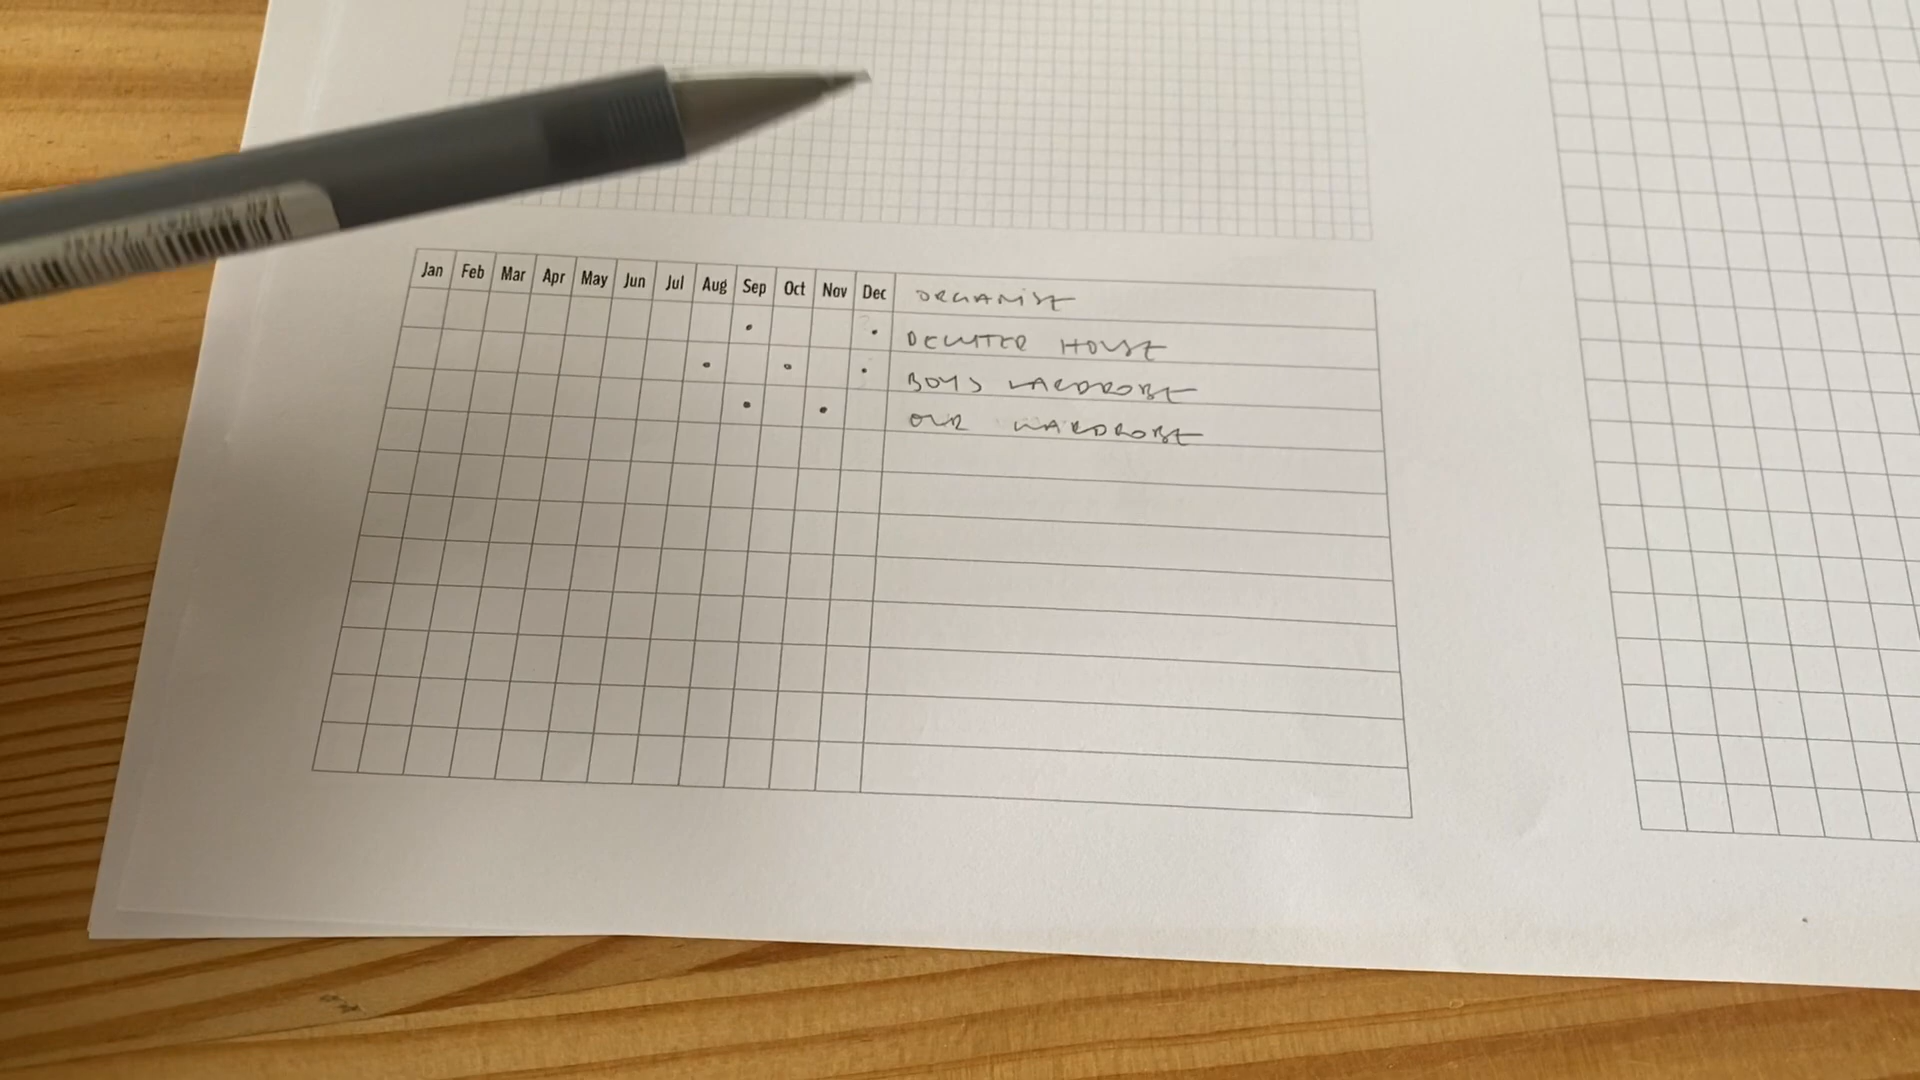 Jan Feb Mar Apr May Jun Jul Aug Sep Oct Nov Dec ORGANISE
DECLUTTER HOUSE
BOYS WARDROBE
OUR WARDROBE